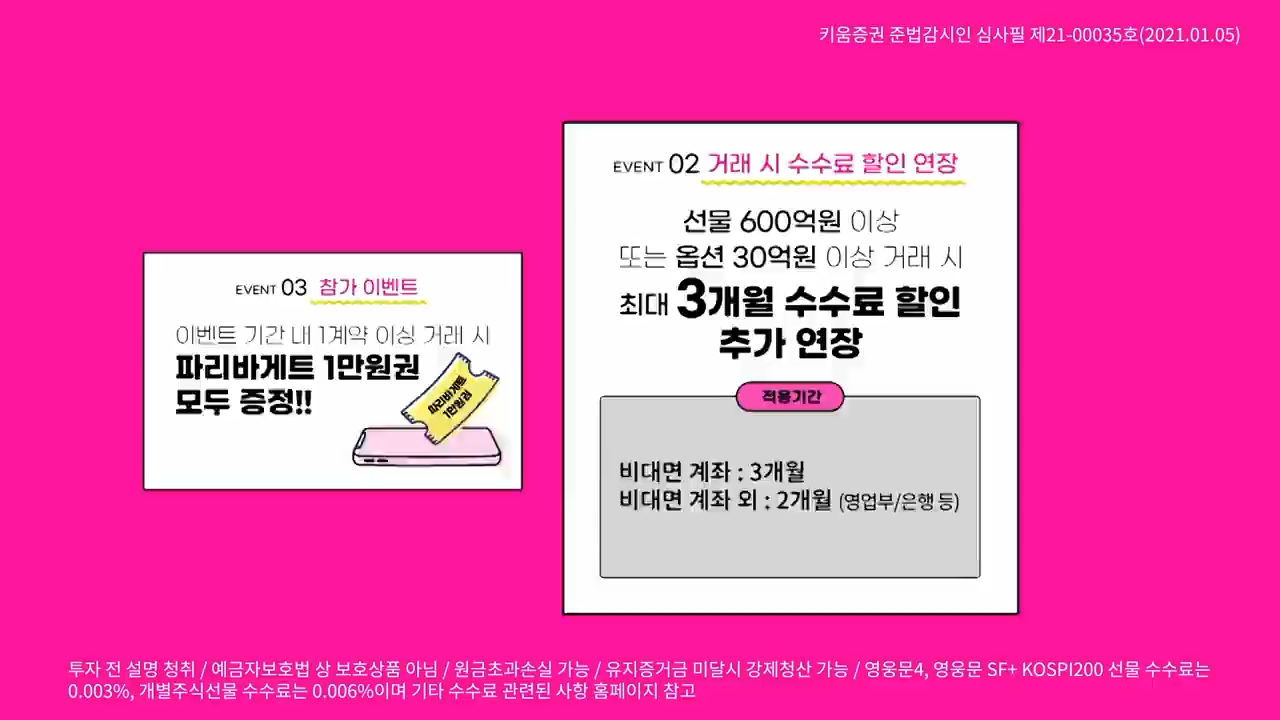 키움증권 준법감시인 심사필 제21-00035호(2021.01.05)
EVENT 03 참가 이벤트
이벤트 기간 내 1계약 이상 거래 시
파리바게트 1만원권
모두 증정!!
파리바게트
1만원권
EVENT 02 거래 시 수수료 할인 연장
선물 600억원 이상
또는 옵션 30억원 이상 거래 시
최대 3개월 수수료 할인
추가 연장
적용기간
비대면 계좌 : 3개월
비대면 계좌 외 : 2개월 (영업부/은행 등)
투자 전 설명 청취 / 예금자보호법 상 보호상품 아님 / 원금초과손실 가능 / 유지증거금 미달시 강제청산 가능 / 영웅문4, 영웅문 SF+ KOSPI200 선물 수수료는
0.003%, 개별주식선물 수수료는 0.006%이며 기타 수수료 관련된 사항 홈페이지 참고